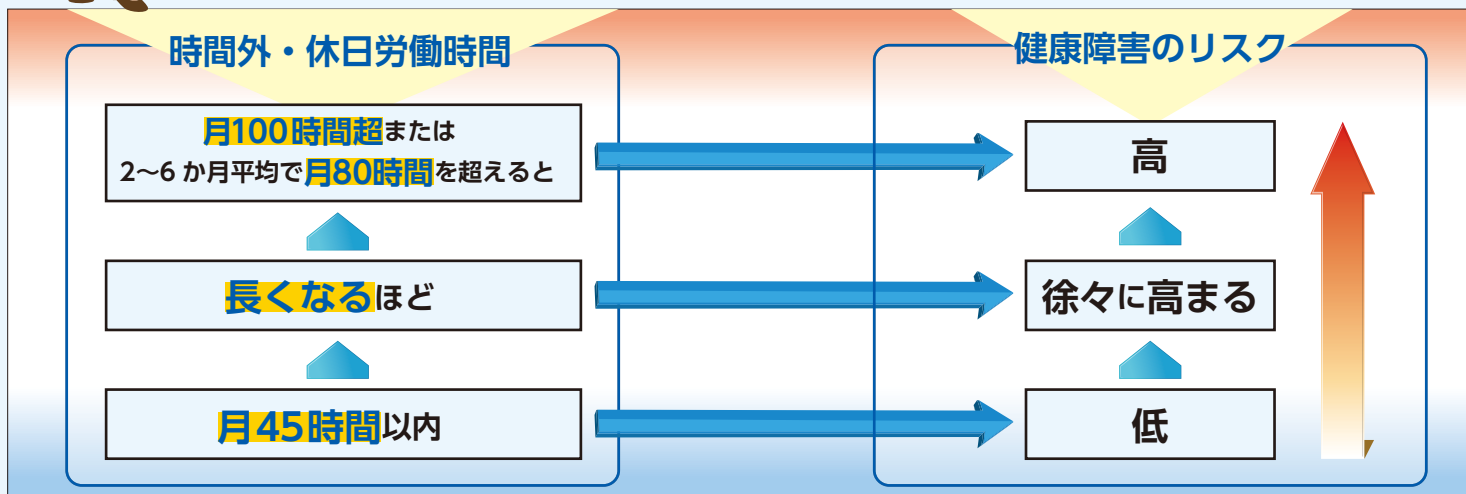 時間外・休日労働時間
健康障害のリスク
月100時間超または
2〜6か月平均で月80時間を超えると
高
長くなるほど
徐々に高まる
月45時間以内
低